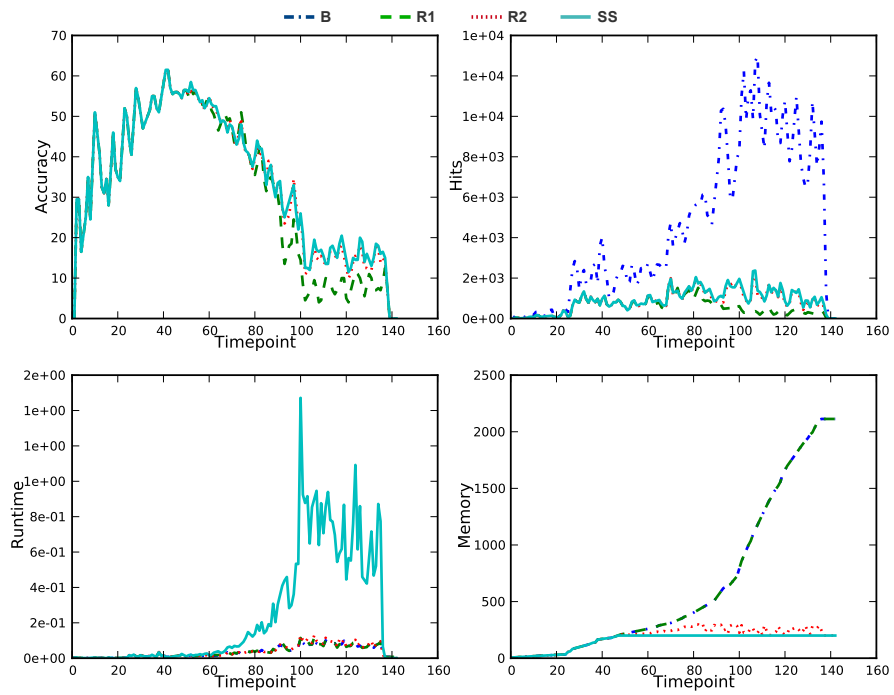 B R1 R2 SS
70
60
50
40
30
20
10
0
Accuracy
0 20 40 60 80 100 120 140 160
Timepoint
1e+04
1e+04
1e+04
8e+03
6e+03
4e+03
2e+03
0e+00
Hits
0 20 40 60 80 100 120 140 160
Timepoint
2e+00
1e+00
1e+00
8e-01
6e-01
4e-01
2e-01
0e+00
Runtime
0 20 40 60 80 100 120 140 160
Timepoint
2500
2000
1500
1000
500
0
Memory
0 20 40 60 80 100 120 140 160
Timepoint